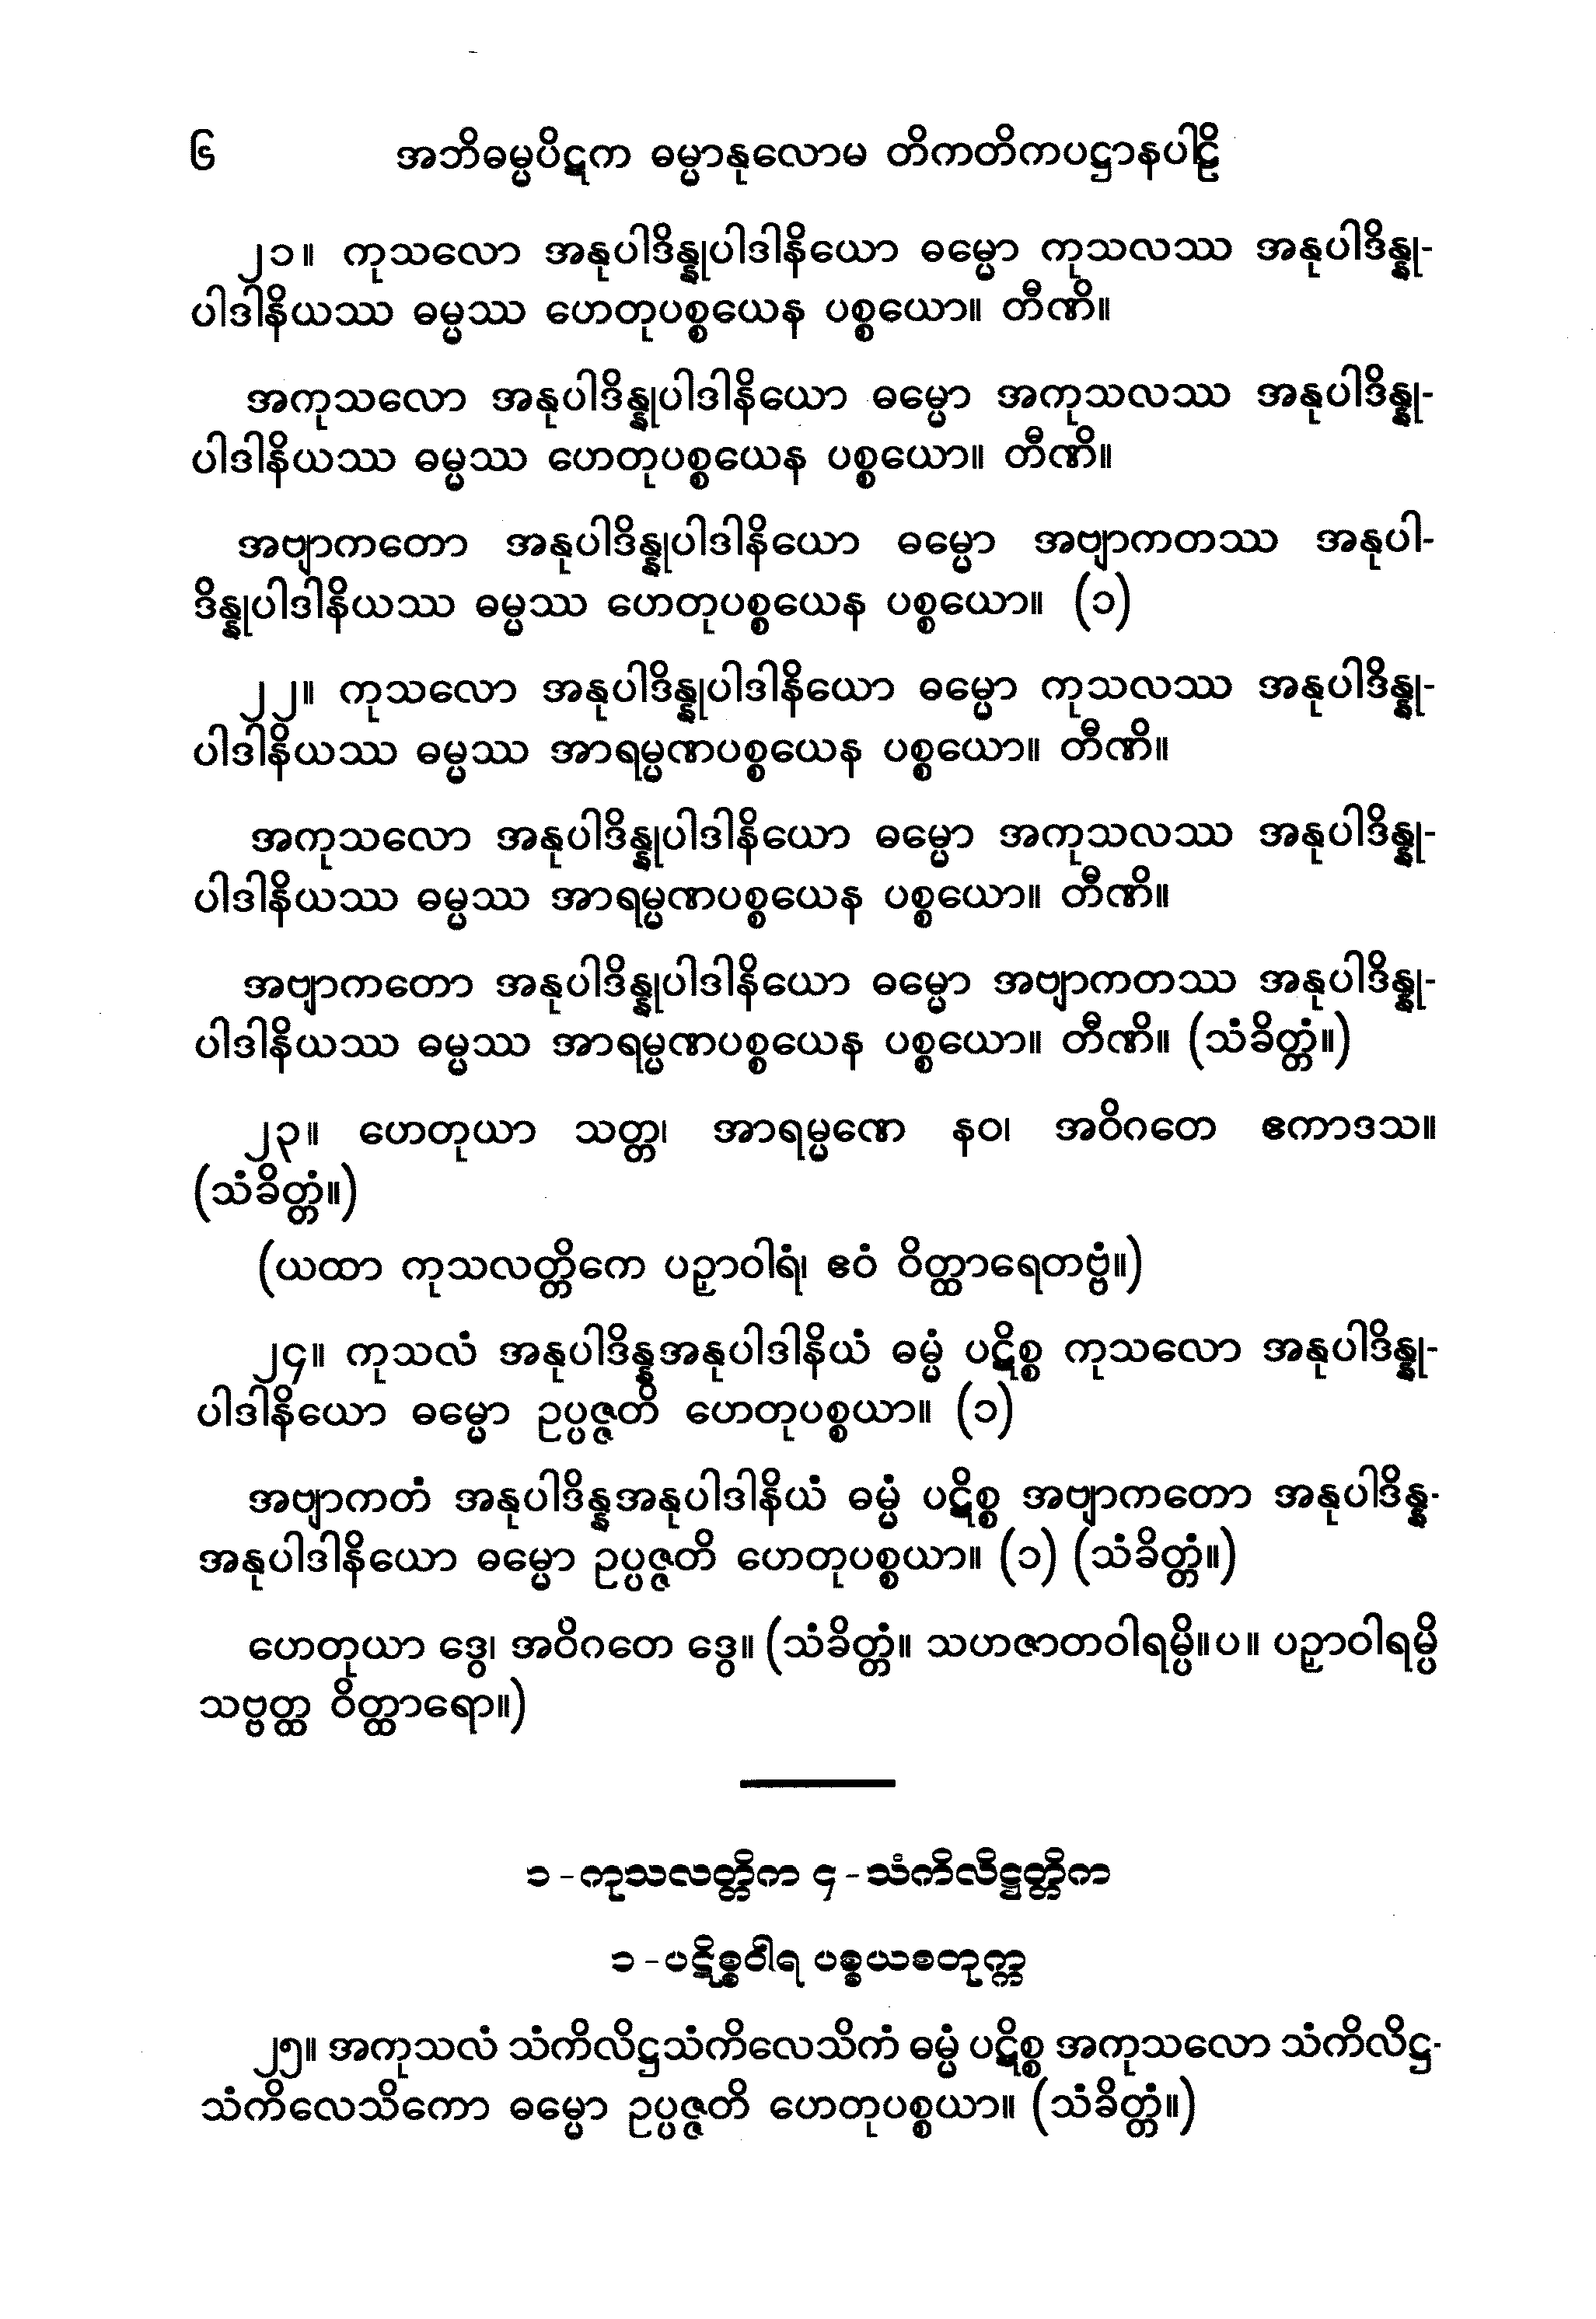 ၆ အဘိဓမ္မပိဋက ဓမ္မာနုလောမ တိကတိကပဋ္ဌာနပါဠိ
၂၁။ ကုသလော အနုပါဒိန္နုပါဒါနိယော ဓမ္မော ကုသလဿ အနုပါဒိန္နု-
ပါဒါနိယဿ ဓမ္မဿ ဟေတုပစ္စယေန ပစ္စယော။ တီဏိ။
အကုသလော အနုပါဒိန္နုပါဒါနိယော ဓမ္မော အကုသလဿ အနုပါဒိန္နု-
ပါဒါနိယဿ ဓမ္မဿ ဟေတုပစ္စယေန ပစ္စယော။ တီဏိ။
အဗျာကတော အနုပါဒိန္နုပါဒါနိယော ဓမ္မော အဗျာကတဿ အနုပါ-
ဒိန္နုပါဒါနိယဿ ဓမ္မဿ ဟေတုပစ္စယေန ပစ္စယော။ (၁)
၂၂။ ကုသလော အနုပါဒိန္နုပါဒါနိယော ဓမ္မော ကုသလဿ အနုပါဒိန္နု-
ပါဒါနိယဿ ဓမ္မဿ အာရမ္မဏပစ္စယေန ပစ္စယော။ တီဏိ။
အကုသလော အနုပါဒိန္နုပါဒါနိယော ဓမ္မော အကုသလဿ အနုပါဒိန္နု-
ပါဒါနိယဿ ဓမ္မဿ အာရမ္မဏပစ္စယေန ပစ္စယော။ တီဏိ။
အဗျာကတော အနုပါဒိန္နုပါဒါနိယော ဓမ္မော အဗျာကတဿ အနုပါဒိန္နု-
ပါဒါနိယဿ ဓမ္မဿ အာရမ္မဏပစ္စယေန ပစ္စယော။ တီဏိ။ (သံခိတ္တံ။)
၂၃။ ဟေတုယာ သတ္တ၊ အာရမ္မဏေ နဝ၊ အဝိဂတေ ဧကာဒသ။
(သံခိတ္တံ။)
(ယထာ ကုသလတ္တိကေ ပဉှာဝါရံ၊ ဧဝံ ဝိတ္ထာရေတဗ္ဗံ။)
၂၄။ ကုသလံ အနုပါဒိန္နအနုပါဒါနိယံ ဓမ္မံ ပဋိစ္စ ကုသလော အနုပါဒိန္နု-
ပါဒါနိယော ဓမ္မော ဥပ္ပဇ္ဇတိ ဟေတုပစ္စယာ။ (၁)
အဗျာကတံ အနုပါဒိန္နအနုပါဒါနိယံ ဓမ္မံ ပဋိစ္စ အဗျာကတော အနုပါဒိန္န-
အနုပါဒါနိယော ဓမ္မော ဥပ္ပဇ္ဇတိ ဟေတုပစ္စယာ။ (၁) (သံခိတ္တံ။)
ဟေတုယာ ဒွေ၊ အဝိဂတေ ဒွေ။ (သံခိတ္တံ။ သဟဇာတဝါရမ္ပိ။ပ။ ပဉှာဝါရမ္ပိ
သဗ္ဗတ္ထ ဝိတ္ထာရော။)
၁ - ကုသလတ္တိက ၄ - သံကိလိဋ္ဌတ္တိက
၁ - ပဋိစ္စဝါရ ပစ္စယစတုက္က
၂၅။ အကုသလံ သံကိလိဋ္ဌသံကိလေသိကံ ဓမ္မံ ပဋိစ္စ အကုသလော သံကိလိဋ္ဌ-
သံကိလေသိကော ဓမ္မော ဥပ္ပဇ္ဇတိ ဟေတုပစ္စယာ။ (သံခိတ္တံ။)